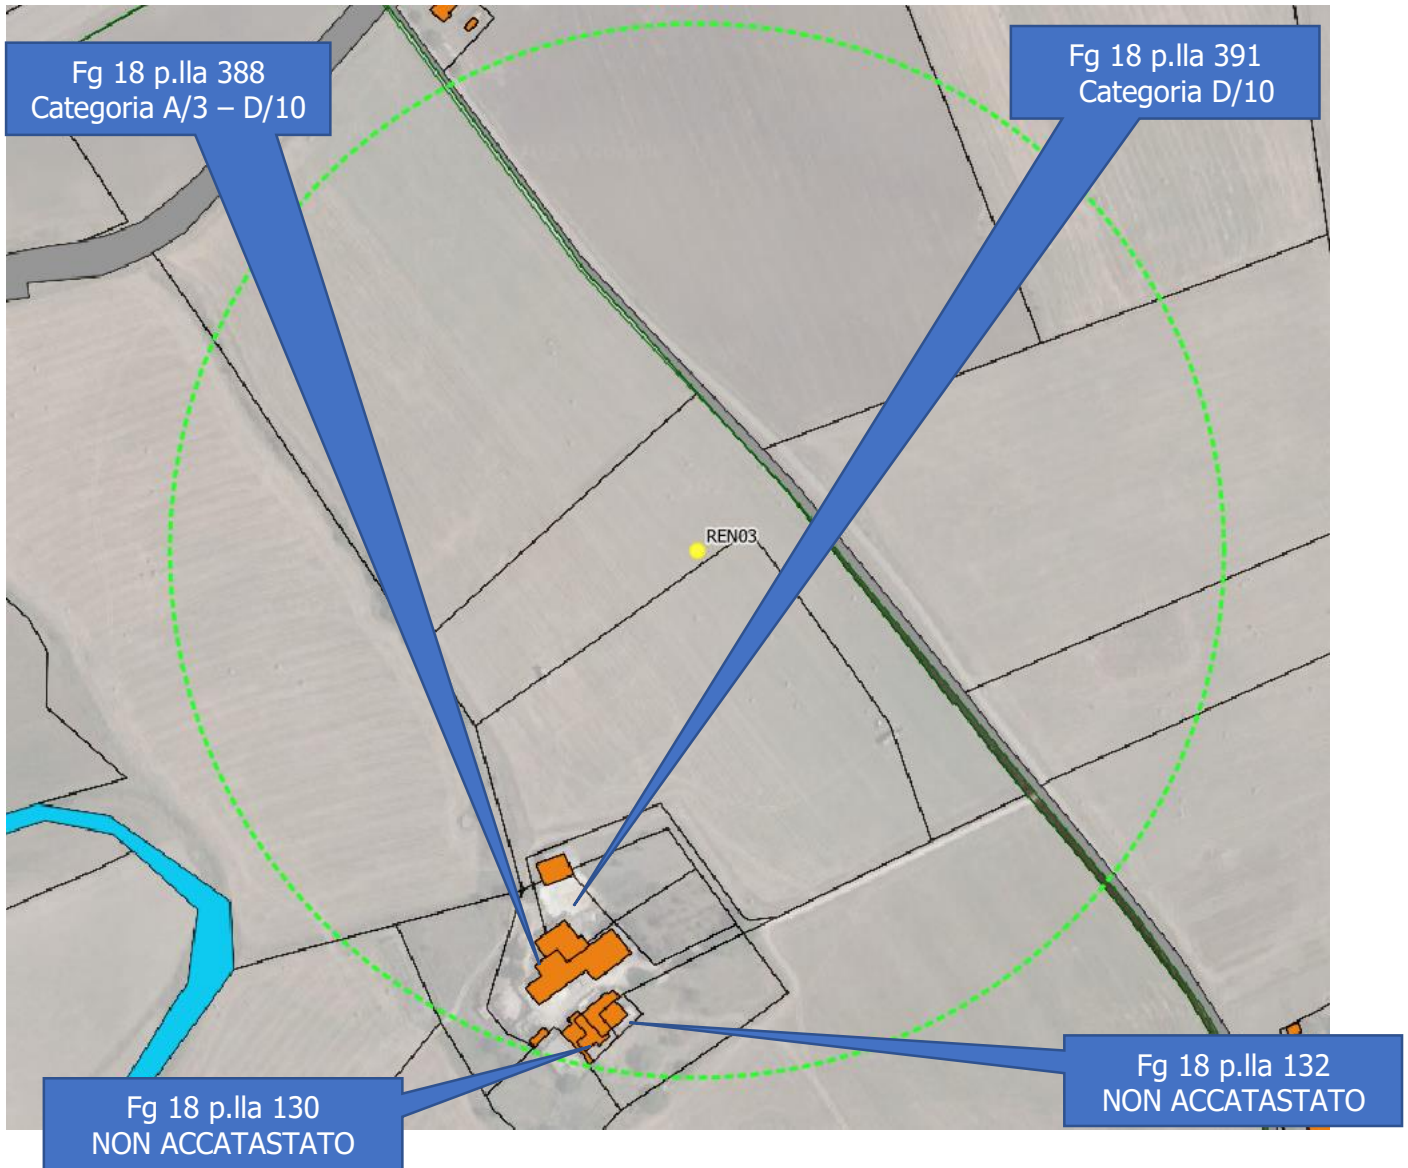 Fg 18 p.lla 388
Categoria A/3 – D/10
Fg 18 p.lla 391
Categoria D/10
REN03
Fg 18 p.lla 132
NON ACCATASTATO
Fg 18 p.lla 130
NON ACCATASTATO